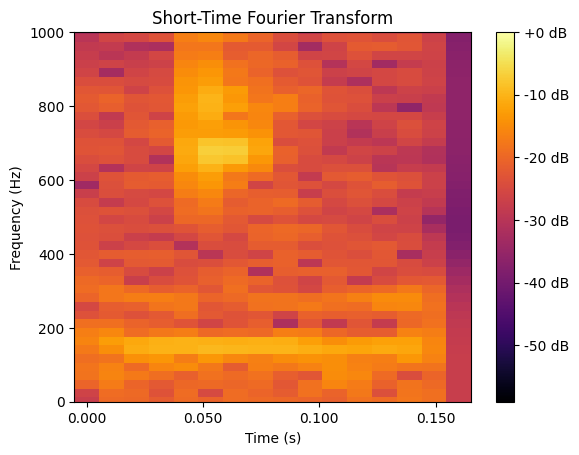 Short-Time Fourier Transform
Frequency (Hz)
1000
800
600
400
200
0
0.000 0.050 0.100 0.150
Time (s)
+0 dB
-10 dB
-20 dB
-30 dB
-40 dB
-50 dB